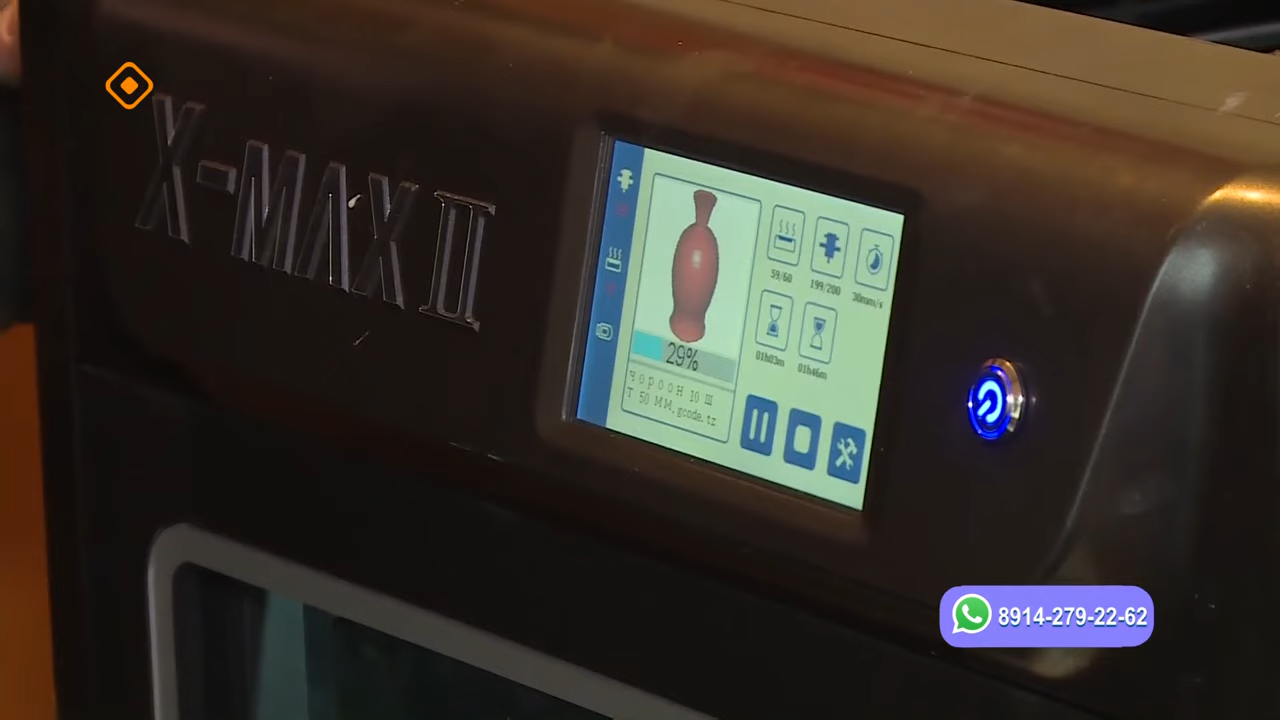 X-MAX II
59/60
199/200
30mm/s
01h03m
01h46m
29%
чороон 10 ш
т 50 мм.gcode.tz
8914-279-22-62